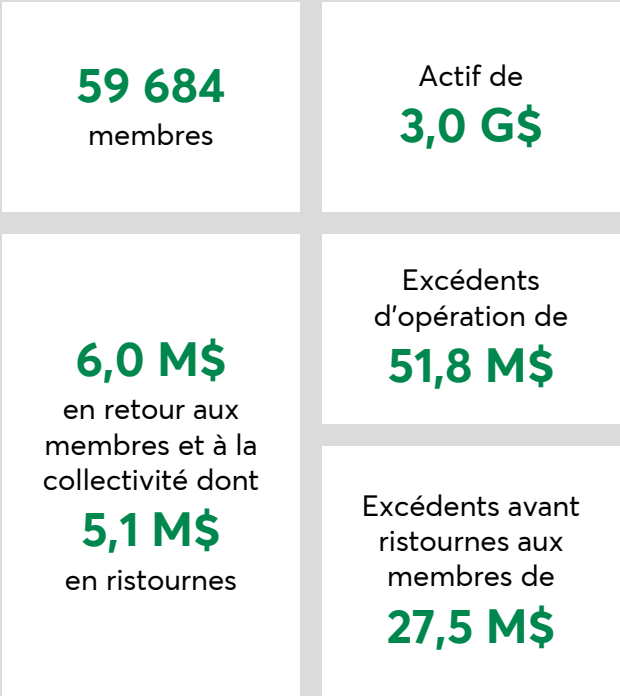 59 684
membres
Actif de
3,0 G$
6,0 M$
en retour aux
membres et à la
collectivité dont
5,1 M$
en ristournes
Excédents
d’opération de
51,8 M$
Excédents avant
ristournes aux
membres de
27,5 M$